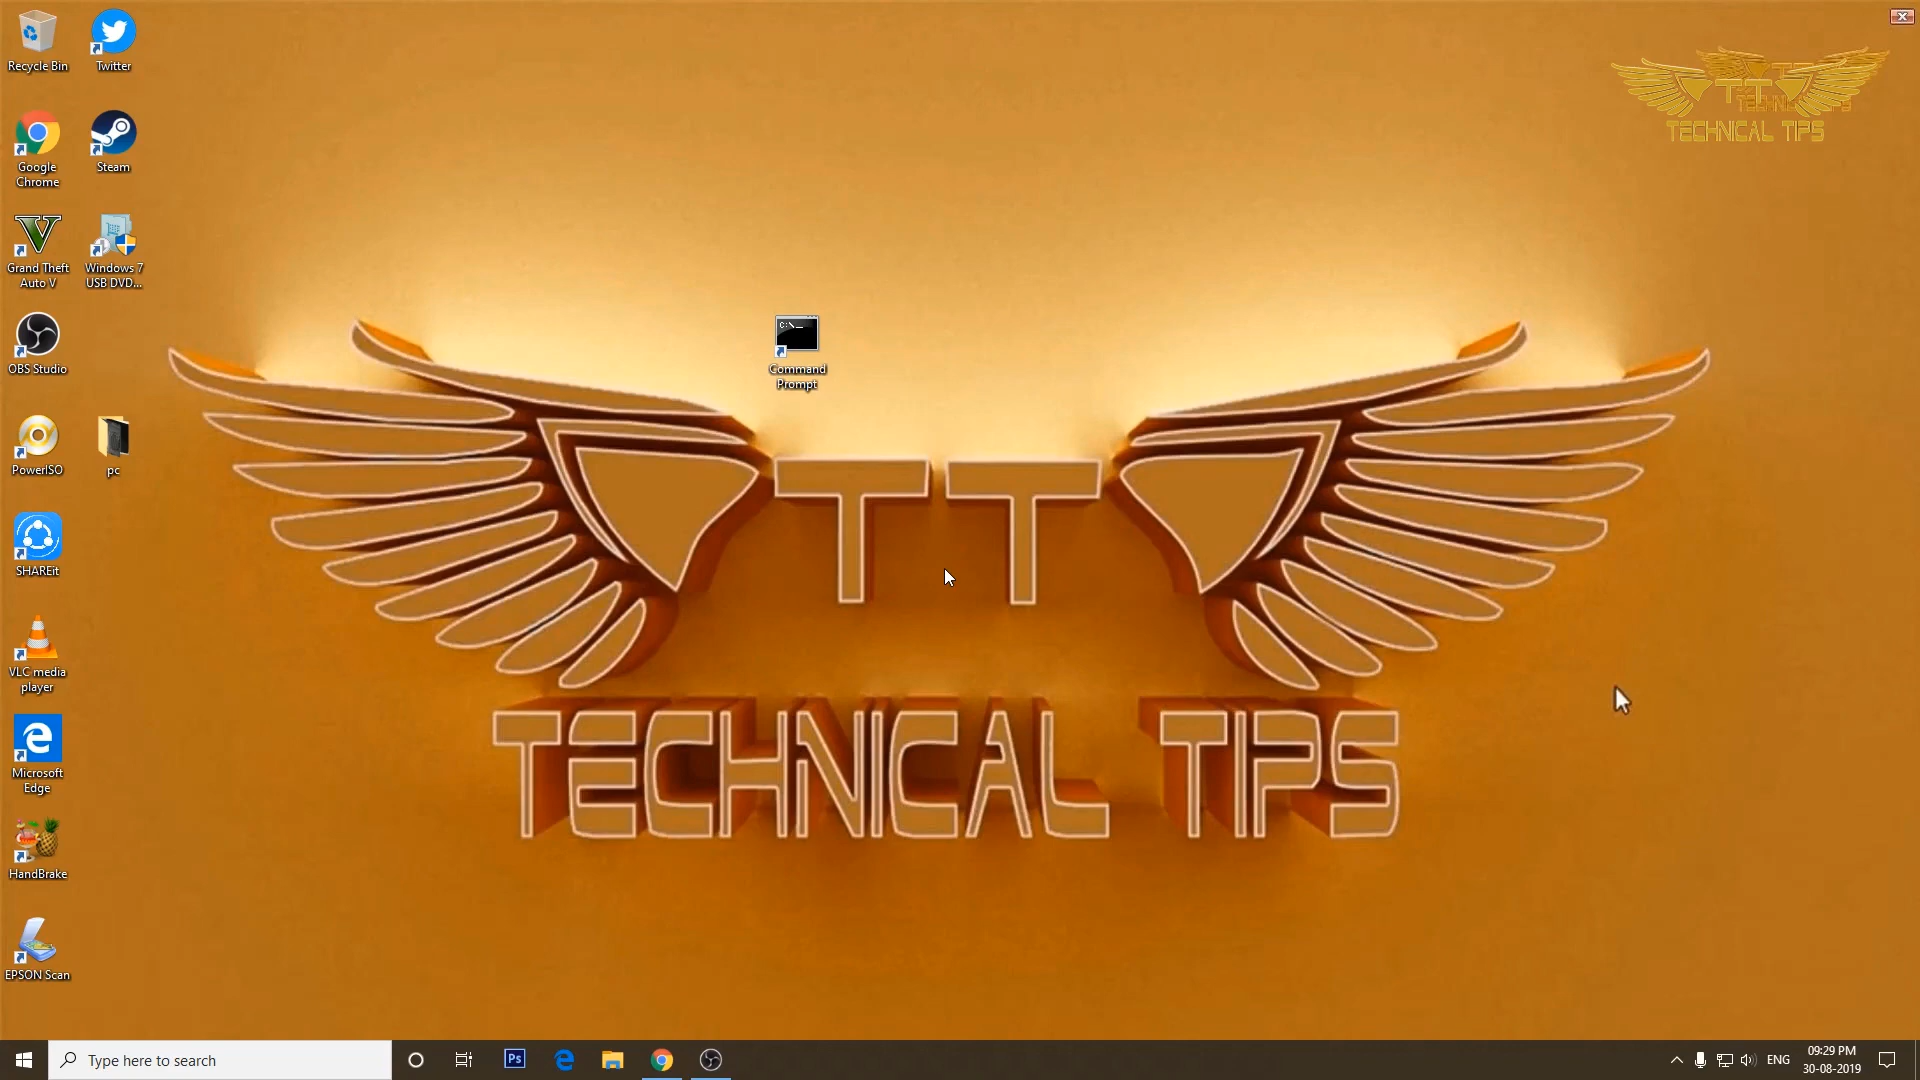 Recycle Bin
Twitter
Google
Chrome
Steam
Grand Theft
Auto V
Windows 7
USB DVD...
OBS Studio
C:\._
Command
Prompt
PowerISO
pc
SHAREit
VLC media
player
Microsoft
Edge
HandBrake
EPSON Scan
TT
TECHNICAL TIPS
TT
TECHNICAL TIPS
Type here to search
Ps
ENG
09:29 PM
30-08-2019